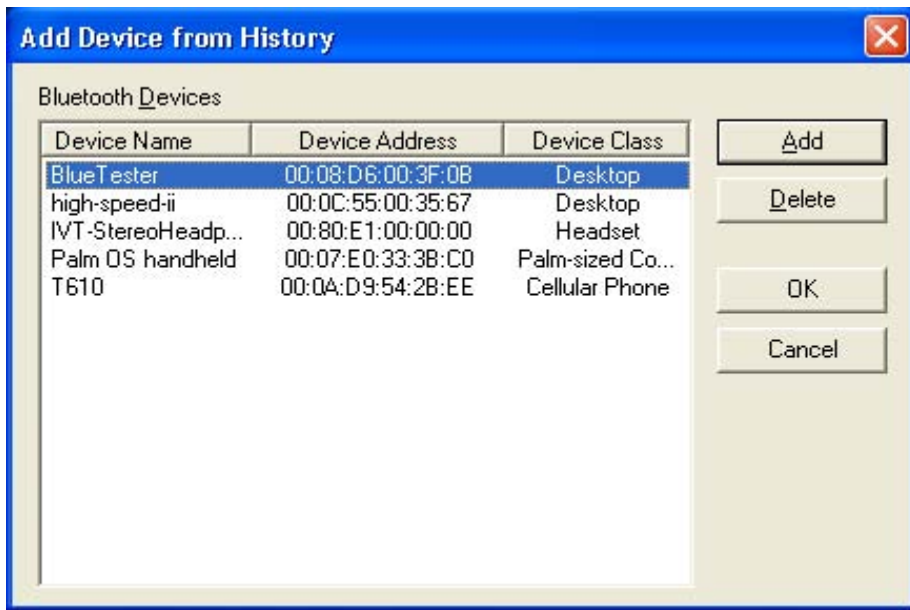 Add Device from History
Bluetooth Devices
Device Name Device Address Device Class
BlueTester 00:08:D6:00:3F:0B Desktop
high-speed-ii 00:0C:55:00:35:67 Desktop
IVT-StereoHeadp... 00:80:E1:00:00:00 Headset
Palm OS handheld 00:07:E0:33:3B:C0 Palm-sized Co...
T610 00:0A:D9:54:2B:EE Cellular Phone
Add
Delete
OK
Cancel